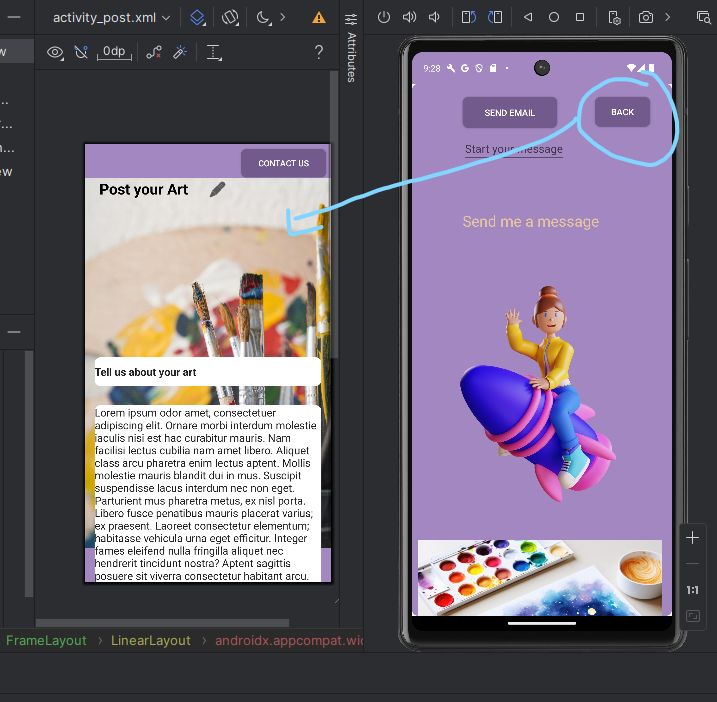 activity_post.xml
0dp
?
Attributes
w
...
r...
n...
ew
CONTACT US
Post your Art
Tell us about your art
Lorem ipsum odor amet, consectetuer
adipiscing elit. Ornare morbi interdum molestie
iaculis nisi est hac curabitur mauris. Nam
facilisi lectus cubilia nam amet libero. Aliquet
class arcu pharetra enim lectus aptent. Mollis
molestie mauris blandit dui in mus. Suscipit
suspendisse lacus interdum nec non eget.
Parturient mus pharetra metus, ex nisl porta.
Libero fusce penatibus mauris placerat varius;
ex praesent. Laoreet consectetur elementum;
habitasse vehicula urna eget efficitur. Integer
fames eleifend nulla fringilla aliquet nec
hendrerit tincidunt nostra? Aptent sagittis
posuere sit viverra consectetur habitant arcu.
FrameLayout › LinearLayout › androidx.appcompat.wi
9:28
SEND EMAIL
BACK
Start your message
Send me a message
1:1